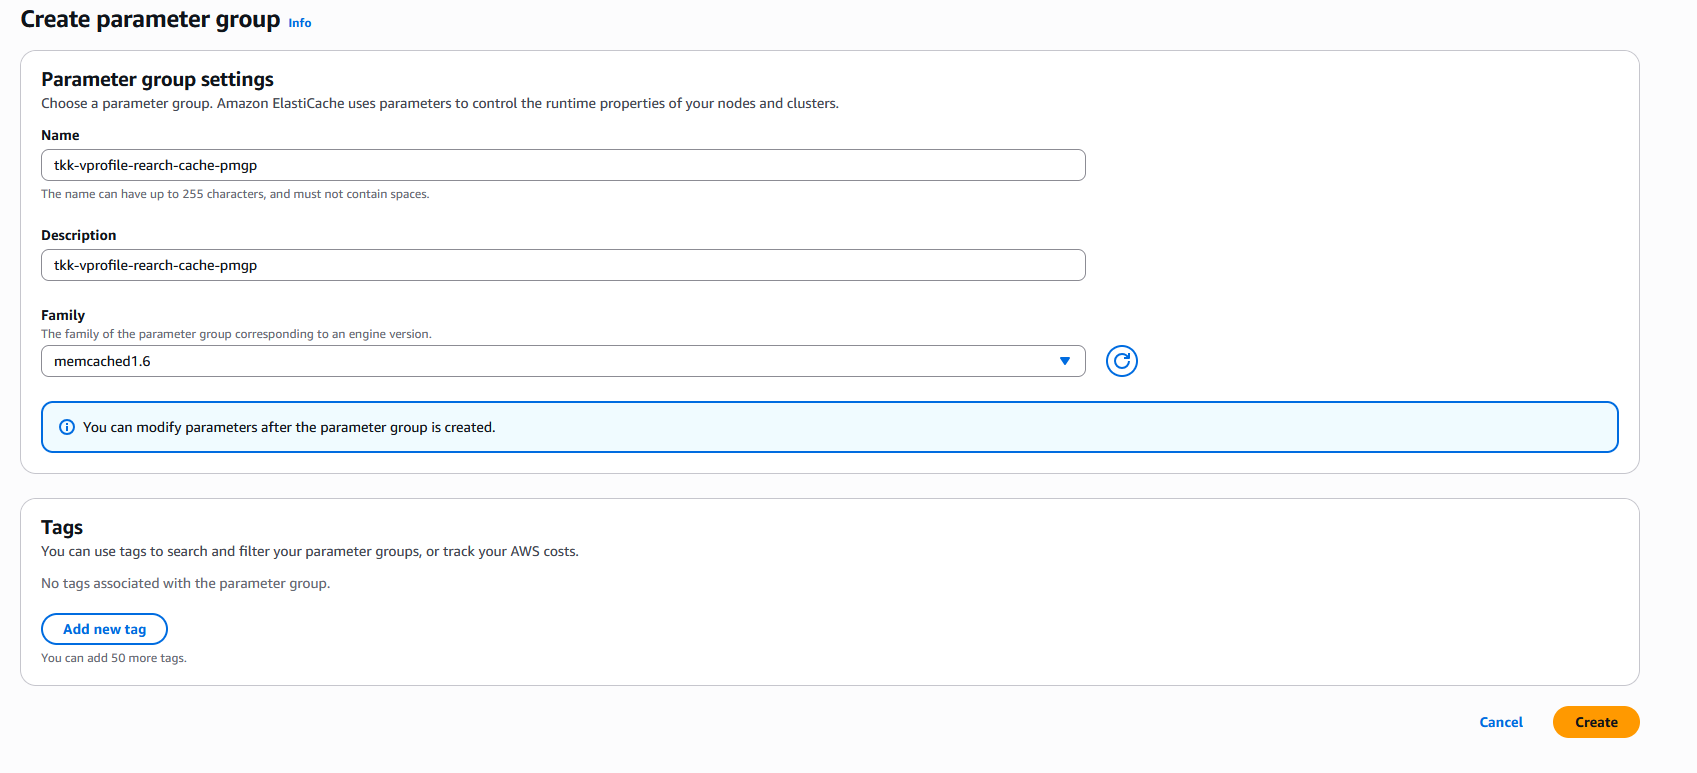 Create parameter group Info
Parameter group settings
Choose a parameter group. Amazon ElastiCache uses parameters to control the runtime properties of your nodes and clusters.
Name
tkk-vprofile-rearch-cache-pmgp
The name can have up to 255 characters, and must not contain spaces.
Description
tkk-vprofile-rearch-cache-pmgp
Family
The family of the parameter group corresponding to an engine version.
memcached1.6
You can modify parameters after the parameter group is created.
Tags
You can use tags to search and filter your parameter groups, or track your AWS costs.
No tags associated with the parameter group.
Add new tag
You can add 50 more tags.
Cancel Create